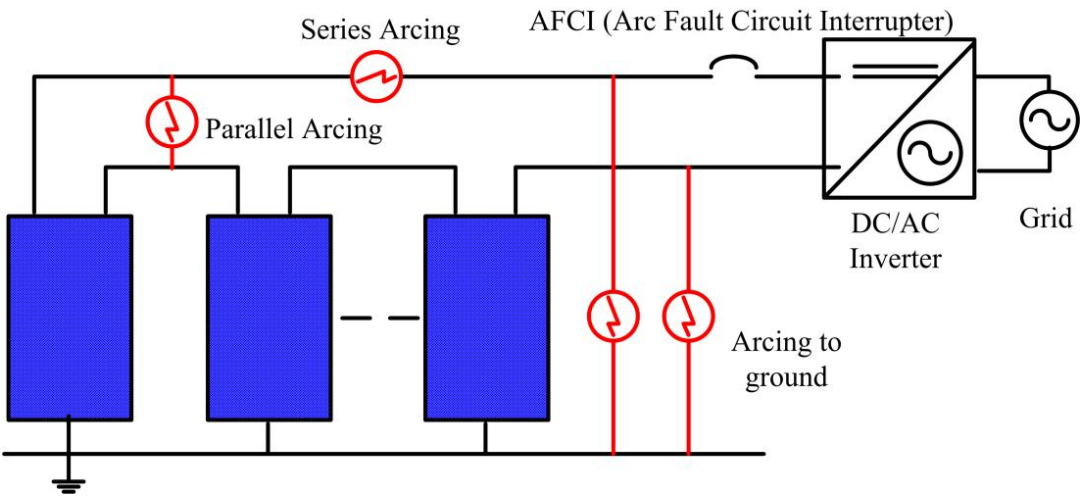 Series Arcing
AFCI (Arc Fault Circuit Interrupter)
Parallel Arcing
DC/AC
Inverter
Grid
Arcing to
ground